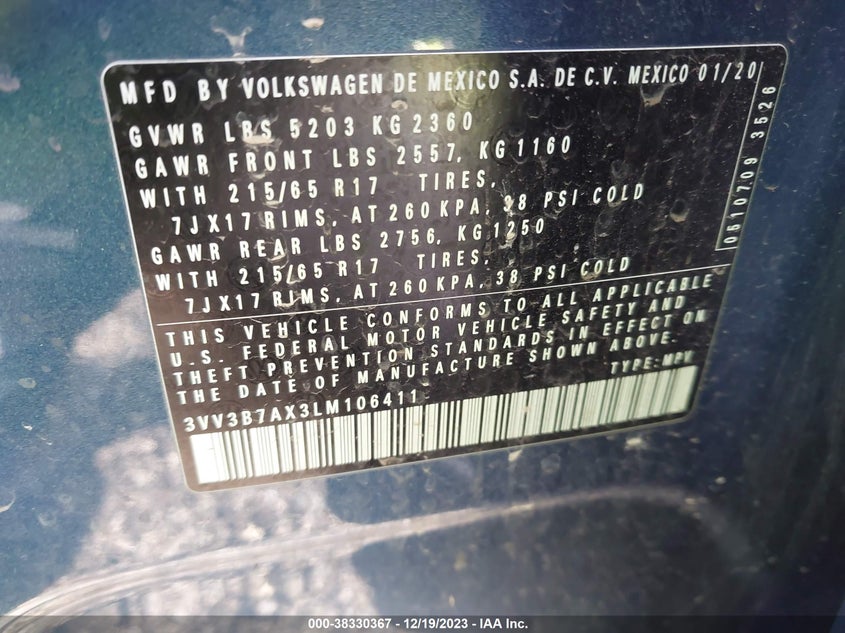 MFD BY VOLKSWAGEN DE MEXICO S.A. DE C.V. MEXICO 01/20
GVWR LBS 5203 KG 2360
GAWR FRONT LBS 2557, KG 1160
WITH 215/65 R17 TIRES,
7JX17 RIMS, AT 260 KPA, 38 PSI COLD
GAWR REAR LBS 2756, KG 1250
WITH 215/65 R17 TIRES,
7JX17 RIMS, AT 260 KPA, 38 PSI COLD
THIS VEHICLE CONFORMS TO ALL APPLICABLE
U.S. FEDERAL MOTOR VEHICLE SAFETY AND
THEFT PREVENTION STANDARDS IN EFFECT ON
THE DATE OF MANUFACTURE SHOWN ABOVE.
3VV3B7AX3LM106411 TYPE: MPV
0610709 3526
000-38330367 - 12/19/2023 - IAA Inc.